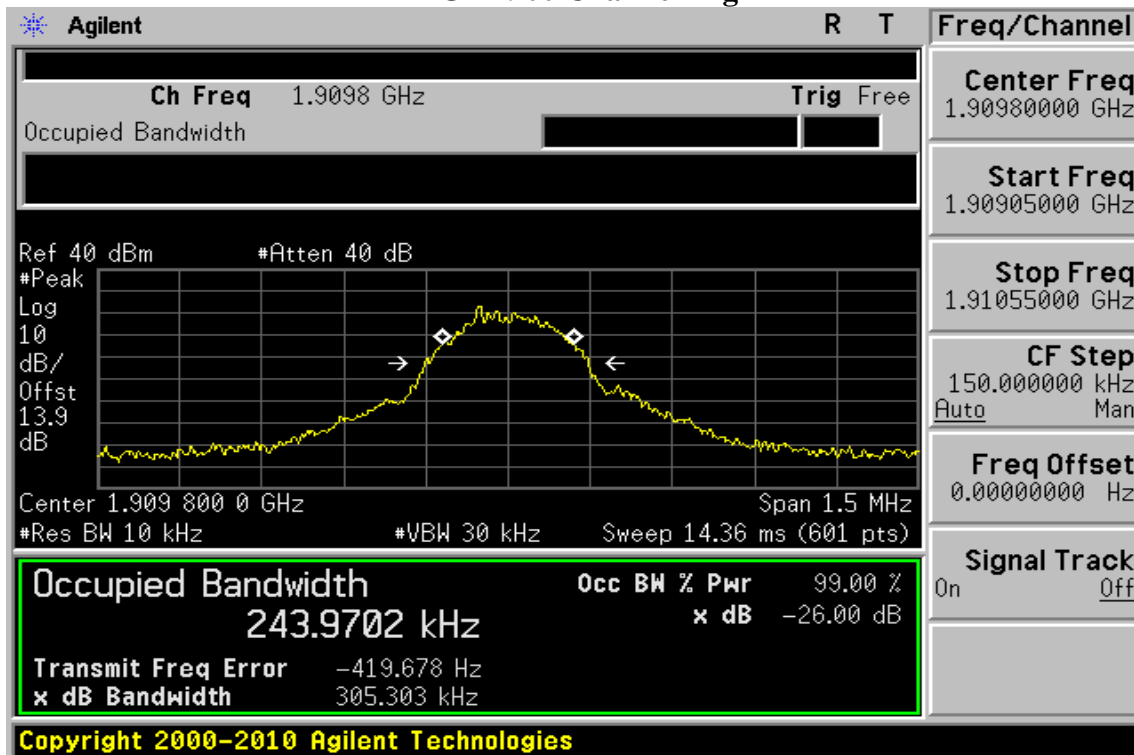 Agilent R T Freq/Channel
Ch Freq 1.9098 GHz Trig Free
Occupied Bandwidth
Center Freq
1.90980000 GHz
Start Freq
1.90905000 GHz
Stop Freq
1.91055000 GHz
CF Step
150.000000 kHz
Auto Man
Freq Offset
0.00000000 Hz
Signal Track
On Off
Ref 40 dBm #Atten 40 dB
#Peak
Log
10
dB/
Offst
13.9
dB
Center 1.909 800 0 GHz Span 1.5 MHz
#Res BW 10 kHz #VBW 30 kHz Sweep 14.36 ms (601 pts)
Occupied Bandwidth Occ BW % Pwr 99.00 %
243.9702 kHz x dB -26.00 dB
Transmit Freq Error -419.678 Hz
x dB Bandwidth 305.303 kHz
Copyright 2000-2010 Agilent Technologies